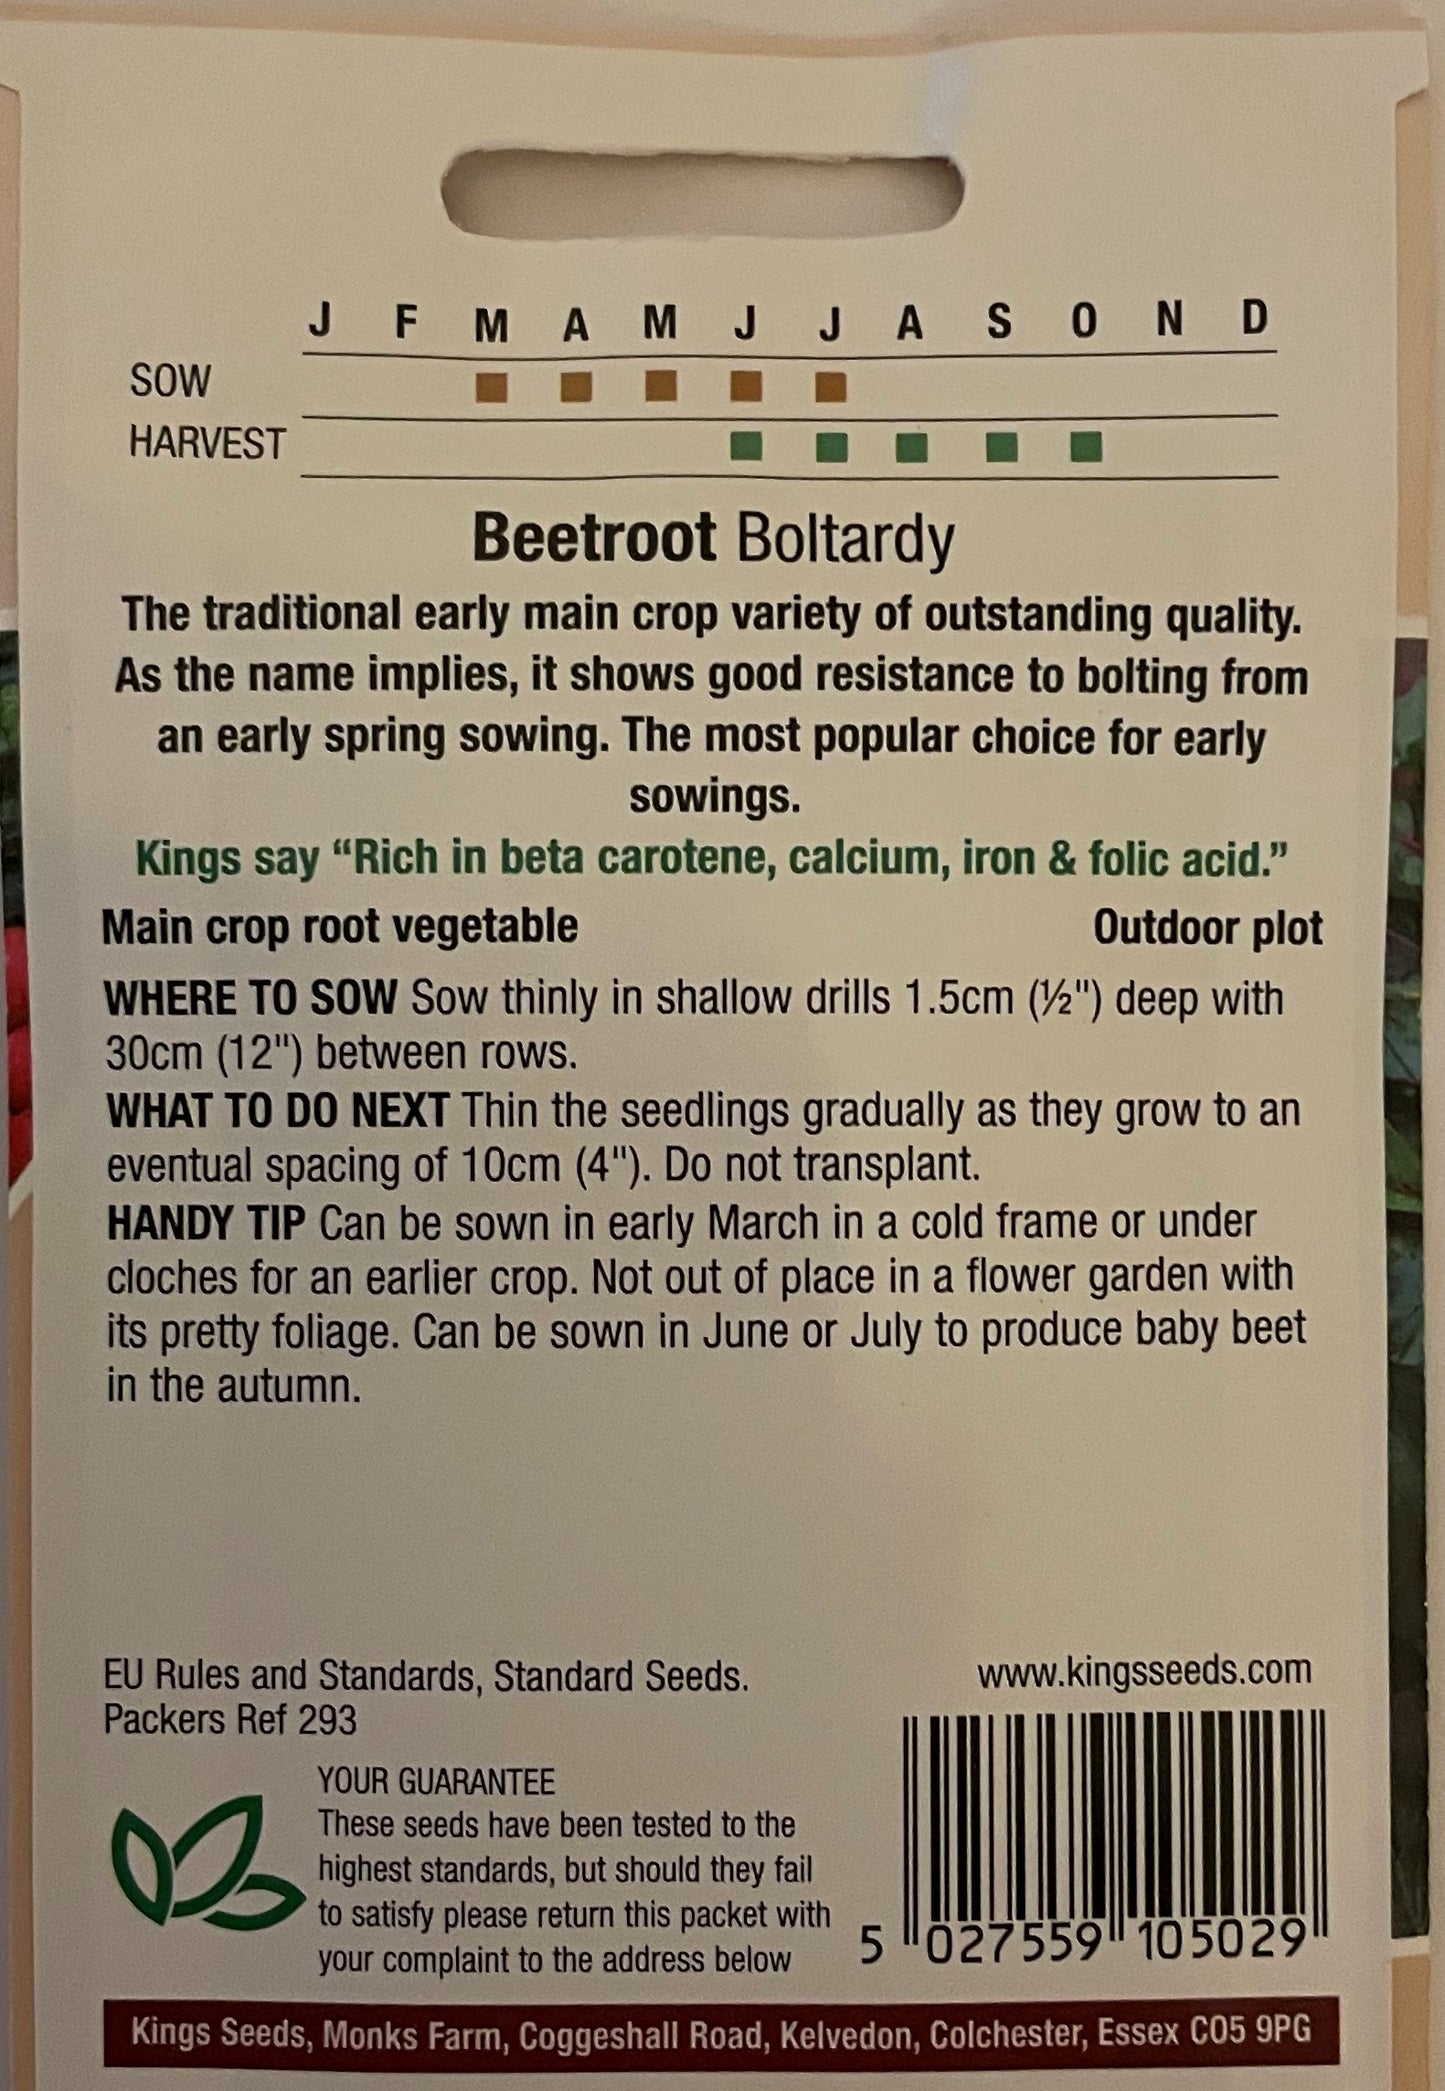 J F M A M J J A S O N D
SOW
HARVEST
Beetroot Boltardy
The traditional early main crop variety of outstanding quality.
As the name implies, it shows good resistance to bolting from
an early spring sowing. The most popular choice for early
sowings.
Kings say “Rich in beta carotene, calcium, iron & folic acid.”
Main crop root vegetable Outdoor plot
WHERE TO SOW Sow thinly in shallow drills 1.5cm (½") deep with
30cm (12") between rows.
WHAT TO DO NEXT Thin the seedlings gradually as they grow to an
eventual spacing of 10cm (4"). Do not transplant.
HANDY TIP Can be sown in early March in a cold frame or under
cloches for an earlier crop. Not out of place in a flower garden with
its pretty foliage. Can be sown in June or July to produce baby beet
in the autumn.
EU Rules and Standards, Standard Seeds.
Packers Ref 293
www.kingsseeds.com
YOUR GUARANTEE
These seeds have been tested to the
highest standards, but should they fail
to satisfy please return this packet with
your complaint to the address below
5 027559 105029
Kings Seeds, Monks Farm, Coggeshall Road, Kelvedon, Colchester, Essex CO5 9PG